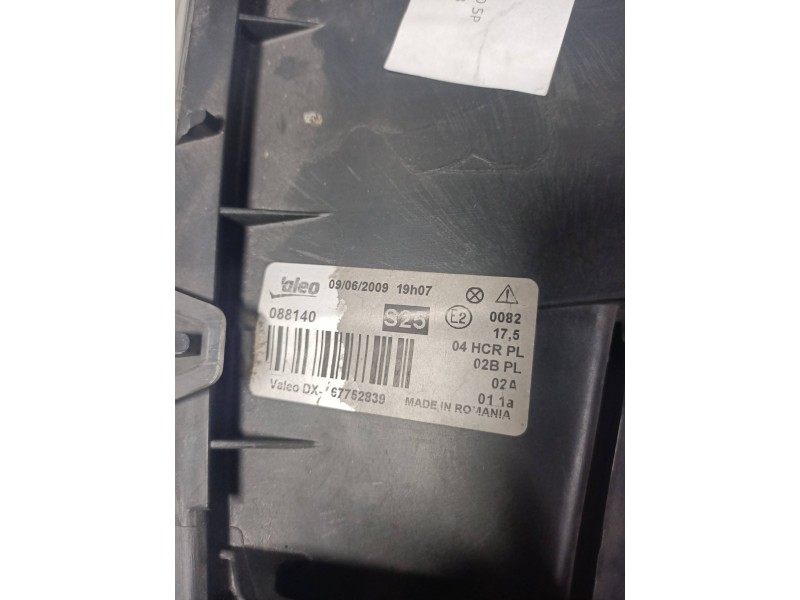 05p
Valeo 09/06/2009 19h07
088140 S25 E2 0082
17,5
04 HCR PL
02B PL
02A
01 1a
Valeo DX- 67752839 MADE IN ROMANIA